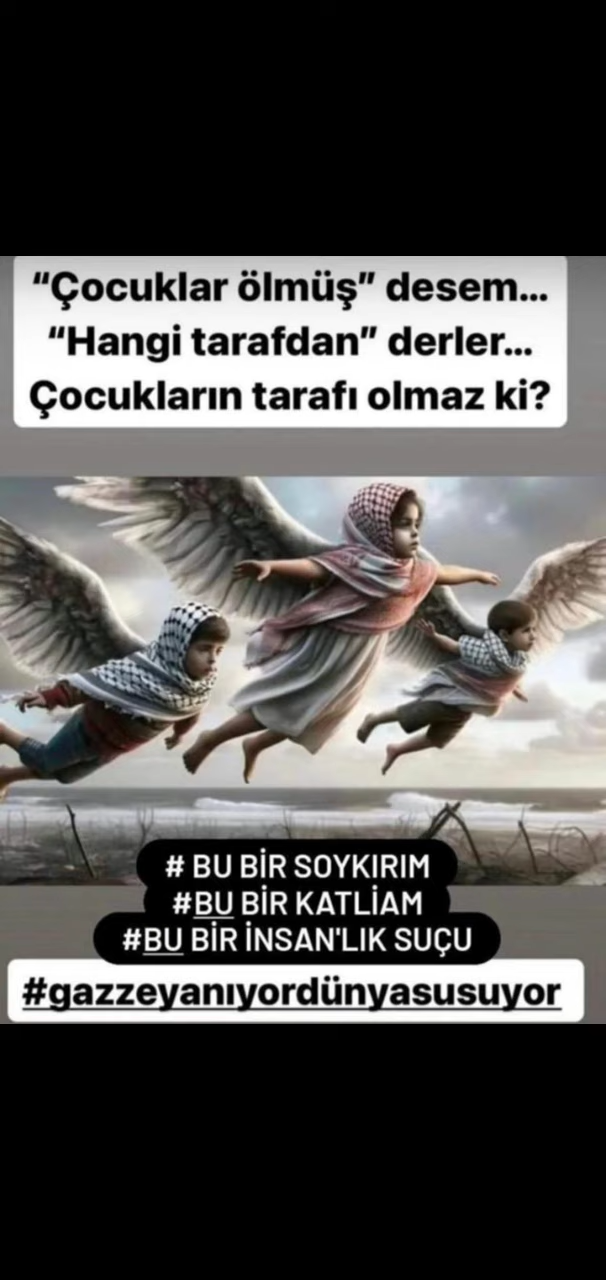 “Çocuklar ölmüş” desem...
“Hangi tarafdan” derler...
Çocukların tarafı olmaz ki?
# BU BİR SOYKIRIM
#BU BİR KATLİAM
#BU BİR İNSAN'LIK SUÇU
#gazzeyanıyordünyasusuyor